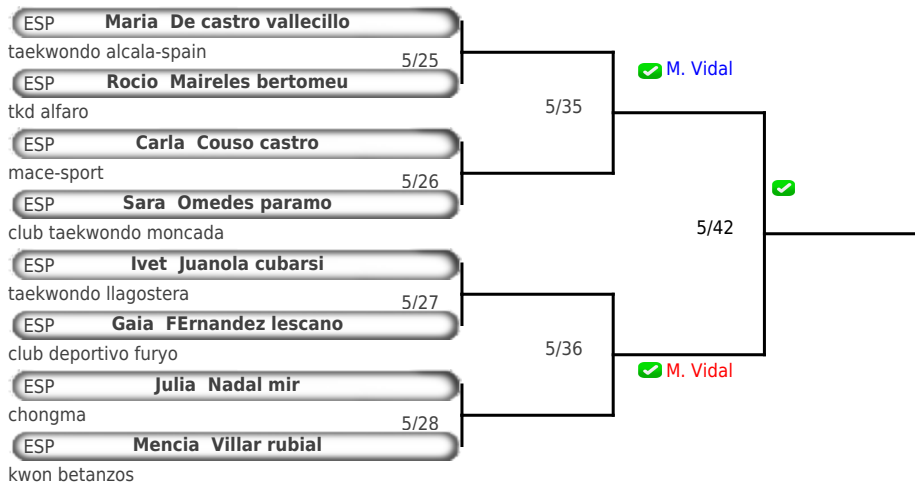 ESP Maria De castro vallecillo
taekwondo alcala-spain
5/25
ESP Rocio Maireles bertomeu
tkd alfaro
5/35
M. Vidal
ESP Carla Couso castro
mace-sport
5/26
ESP Sara Omedes paramo
club taekwondo moncada
5/42
ESP Ivet Juanola cubarsi
taekwondo llagostera
5/27
ESP Gaia FErnandez lescano
club deportivo furyo
5/36
M. Vidal
ESP Julia Nadal mir
chongma
5/28
ESP Mencia Villar rubial
kwon betanzos